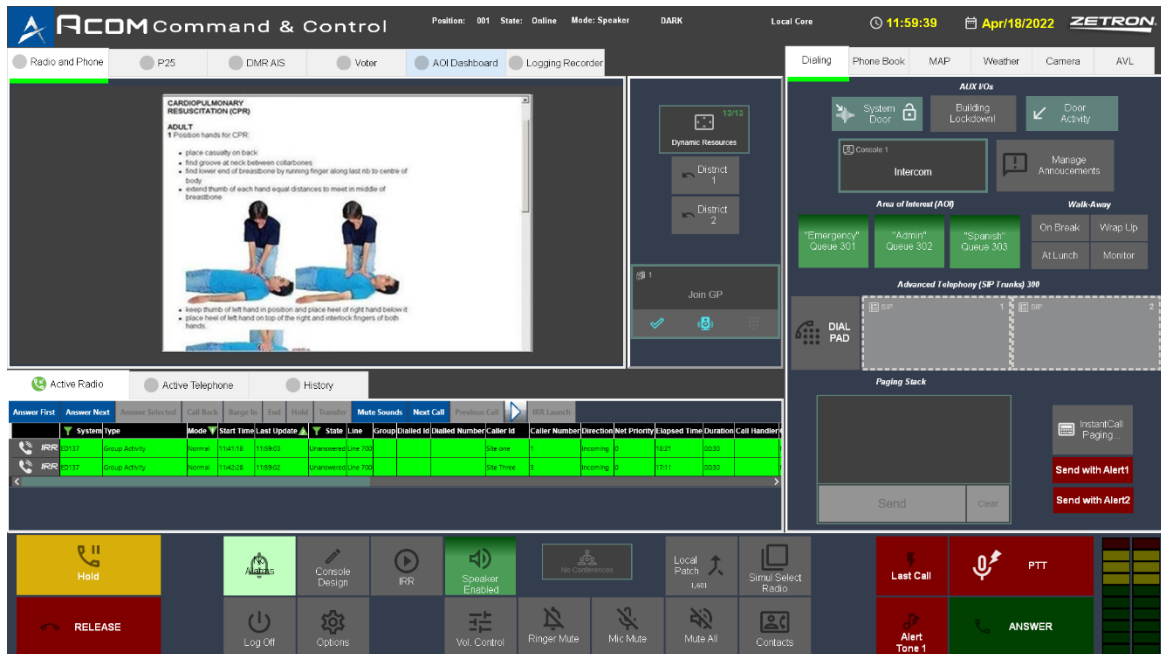 ACOM Command & Control
Position: 001 State: Online Mode: Speaker DARK Local Core
11:59:39 Apr/18/2022 ZETRON.
Radio and Phone P25 DMR AIS Voter AOI Dashboard Logging Recorder
Dialing Phone Book MAP Weather Camera AVL
CARDIOPULMONARY
RESUSCITATION (CPR)
ADULT
1 Position hands for CPR:
place casualty on back
find groove at neck between collarbones
find lower end of breastbone by running finger along last rib to centre of
body
extend thumb of each hand equal distances to meet in middle of
breastbone
keep thumb of left hand in position and place heel of right hand below it
place heel of left hand on top of the right and interlock fingers of both
hands.
13/13
Dynamic Resources
District
1
District
2
1
Join GP
AUX I/Os
System
Door
Building
Lockdown!
Door
Activity
Console 1
Intercom
Manage
Annoucements
Area of Interest (AOI)
Walk-Away
"Emergency"
Queue 301
"Admin"
Queue 302
"Spanish"
Queue 303
On Break Wrap Up
At Lunch Monitor
Advanced Telephony (SIP Trunks) 300
DIAL
PAD
SIP 1
SIP 2
Paging Stack
InstantCall
Paging...
Send with Alert1
Send with Alert2
Send Clear
Active Radio Active Telephone History
Answer First Answer Next Answer Selected Call Back Barge In End Hold Transfer Mute Sounds Next Call Previous Call IRR Launch
System Type Mode Start Time Last Update State Line Group Dialled Id Dialled Number Caller Id Caller Number Direction Net Priority Elapsed Time Duration Call Handler
IRR ED137 Group Activity Normal 11:41:18 11:59:03 Unanswered Line 700 Site one 1 Incoming 0 18:21 00:30
IRR ED137 Group Activity Normal 11:42:28 11:59:02 Unanswered Line 700 Site Three 3 Incoming 0 17:11 00:30
Hold
Alarms
Console
Design
IRR
Speaker
Enabled
No Conferences
Local
Patch
1,601
Simul Select
Radio
Last Call
PTT
RELEASE
Log Off
Options
Vol. Control
Ringer Mute
Mic Mute
Mute All
Contacts
Alert
Tone 1
ANSWER